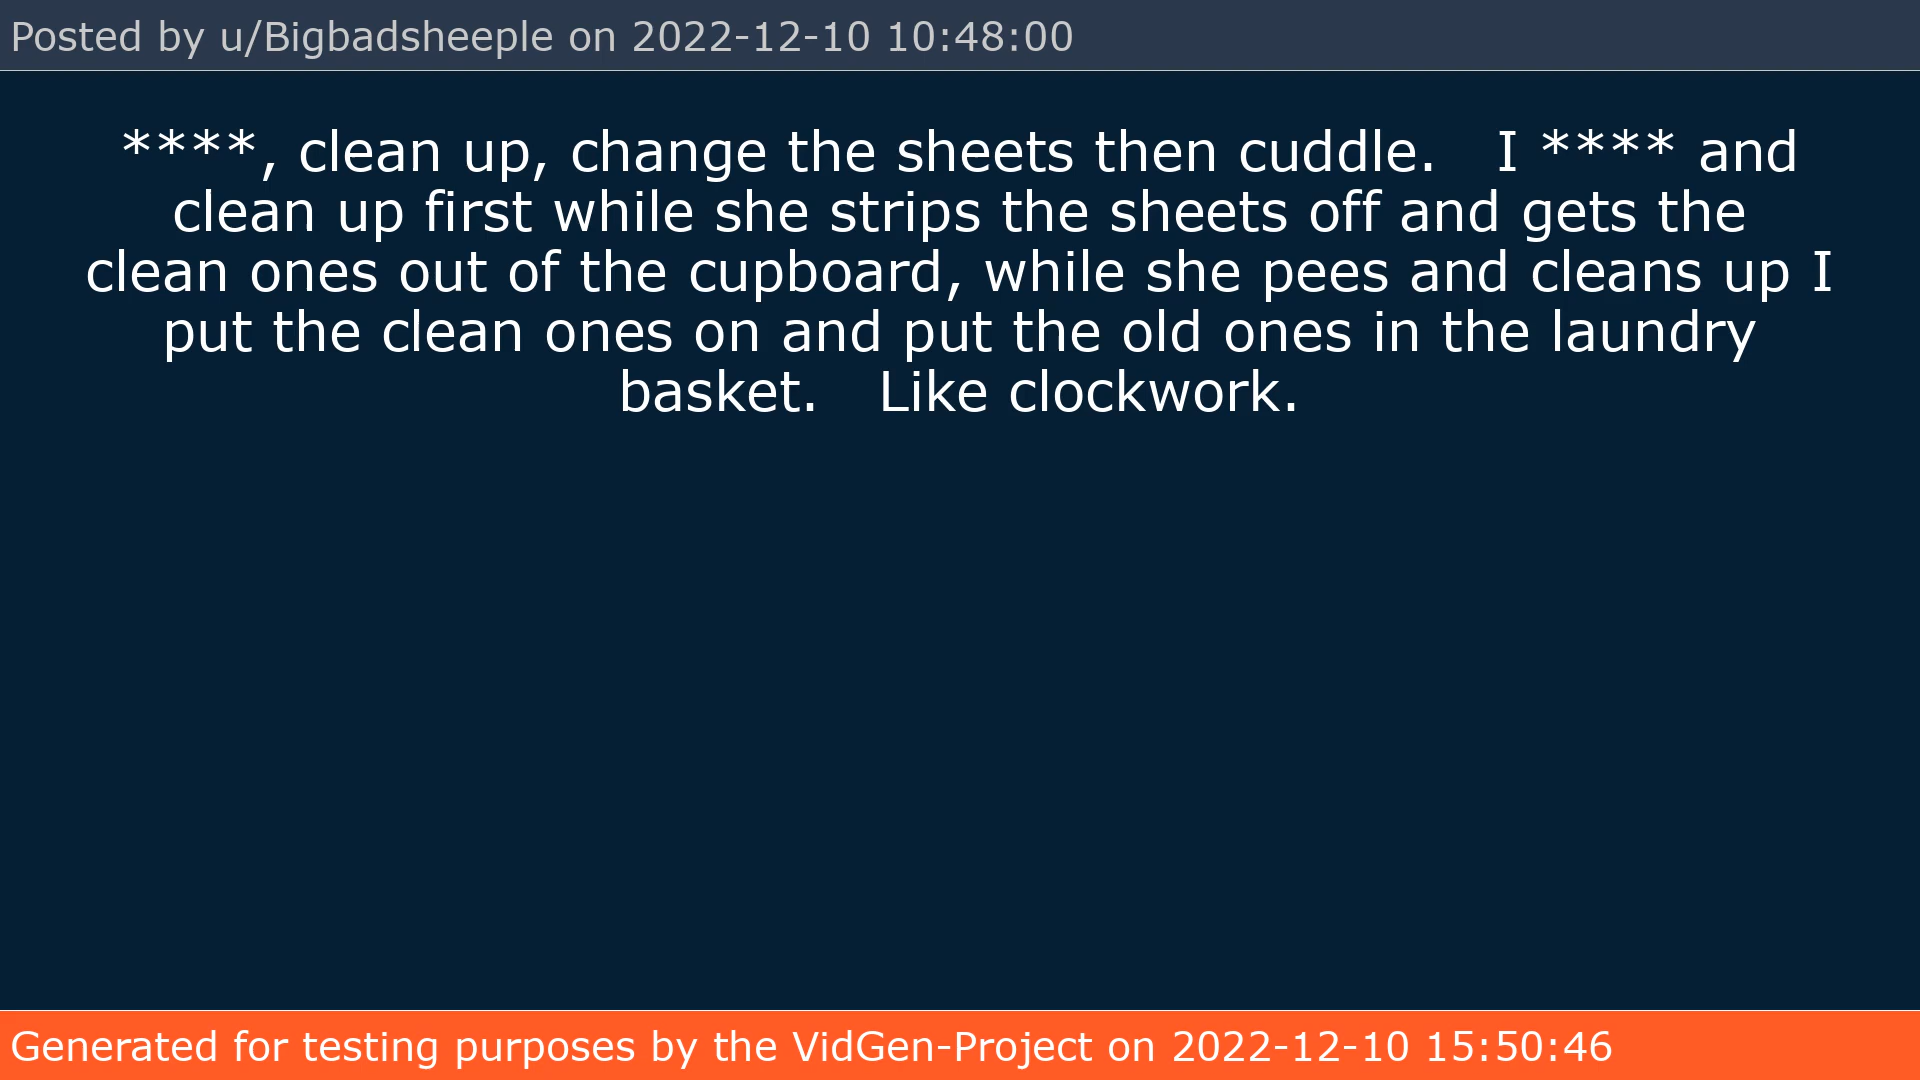 Posted by u/Bigbadsheeple on 2022-12-10 10:48:00
****, clean up, change the sheets then cuddle.   I **** and
clean up first while she strips the sheets off and gets the
clean ones out of the cupboard, while she pees and cleans up I
put the clean ones on and put the old ones in the laundry
basket.   Like clockwork.
Generated for testing purposes by the VidGen-Project on 2022-12-10 15:50:46